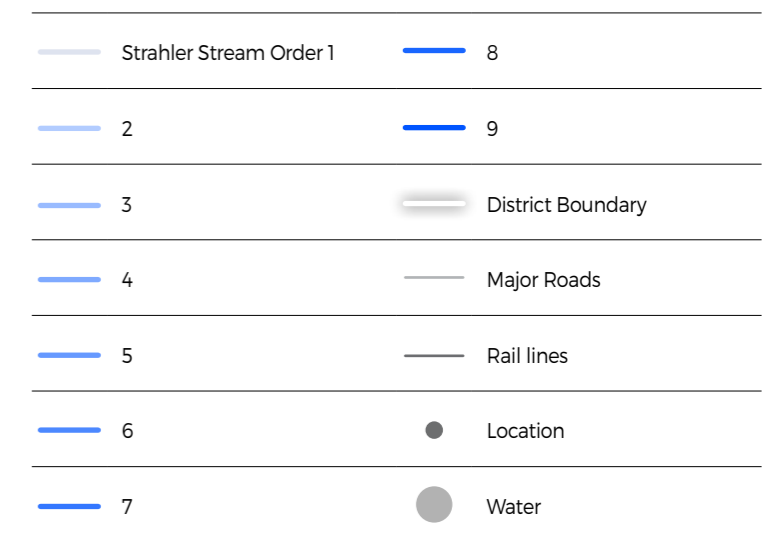 Strahler Stream Order 1
2
3
4
5
6
7
8
9
District Boundary
Major Roads
Rail lines
Location
Water